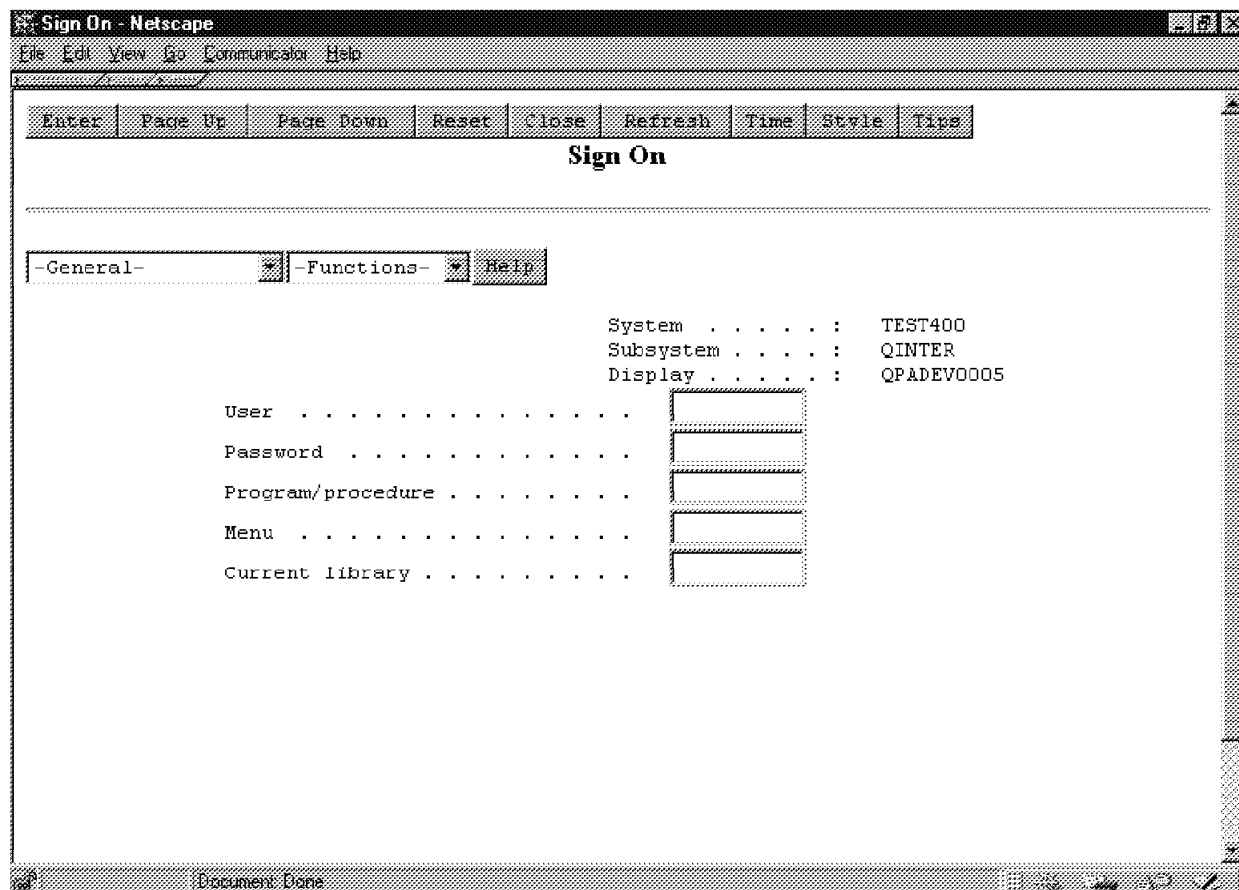 Sign On - Netscape
File Edit View Go Communicator Help
Enter Page Up Page Down Reset Close Refresh Time Style Tips
Sign On
-General- -Functions- Help
System . . . . . : TEST400
Subsystem . . . . : QINTER
Display . . . . . : QPADEV0005
User . . . . . . . . . . . . . .
Password . . . . . . . . . . . .
Program/procedure . . . . . . . .
Menu . . . . . . . . . . . . . .
Current library . . . . . . . . .
Document: Done